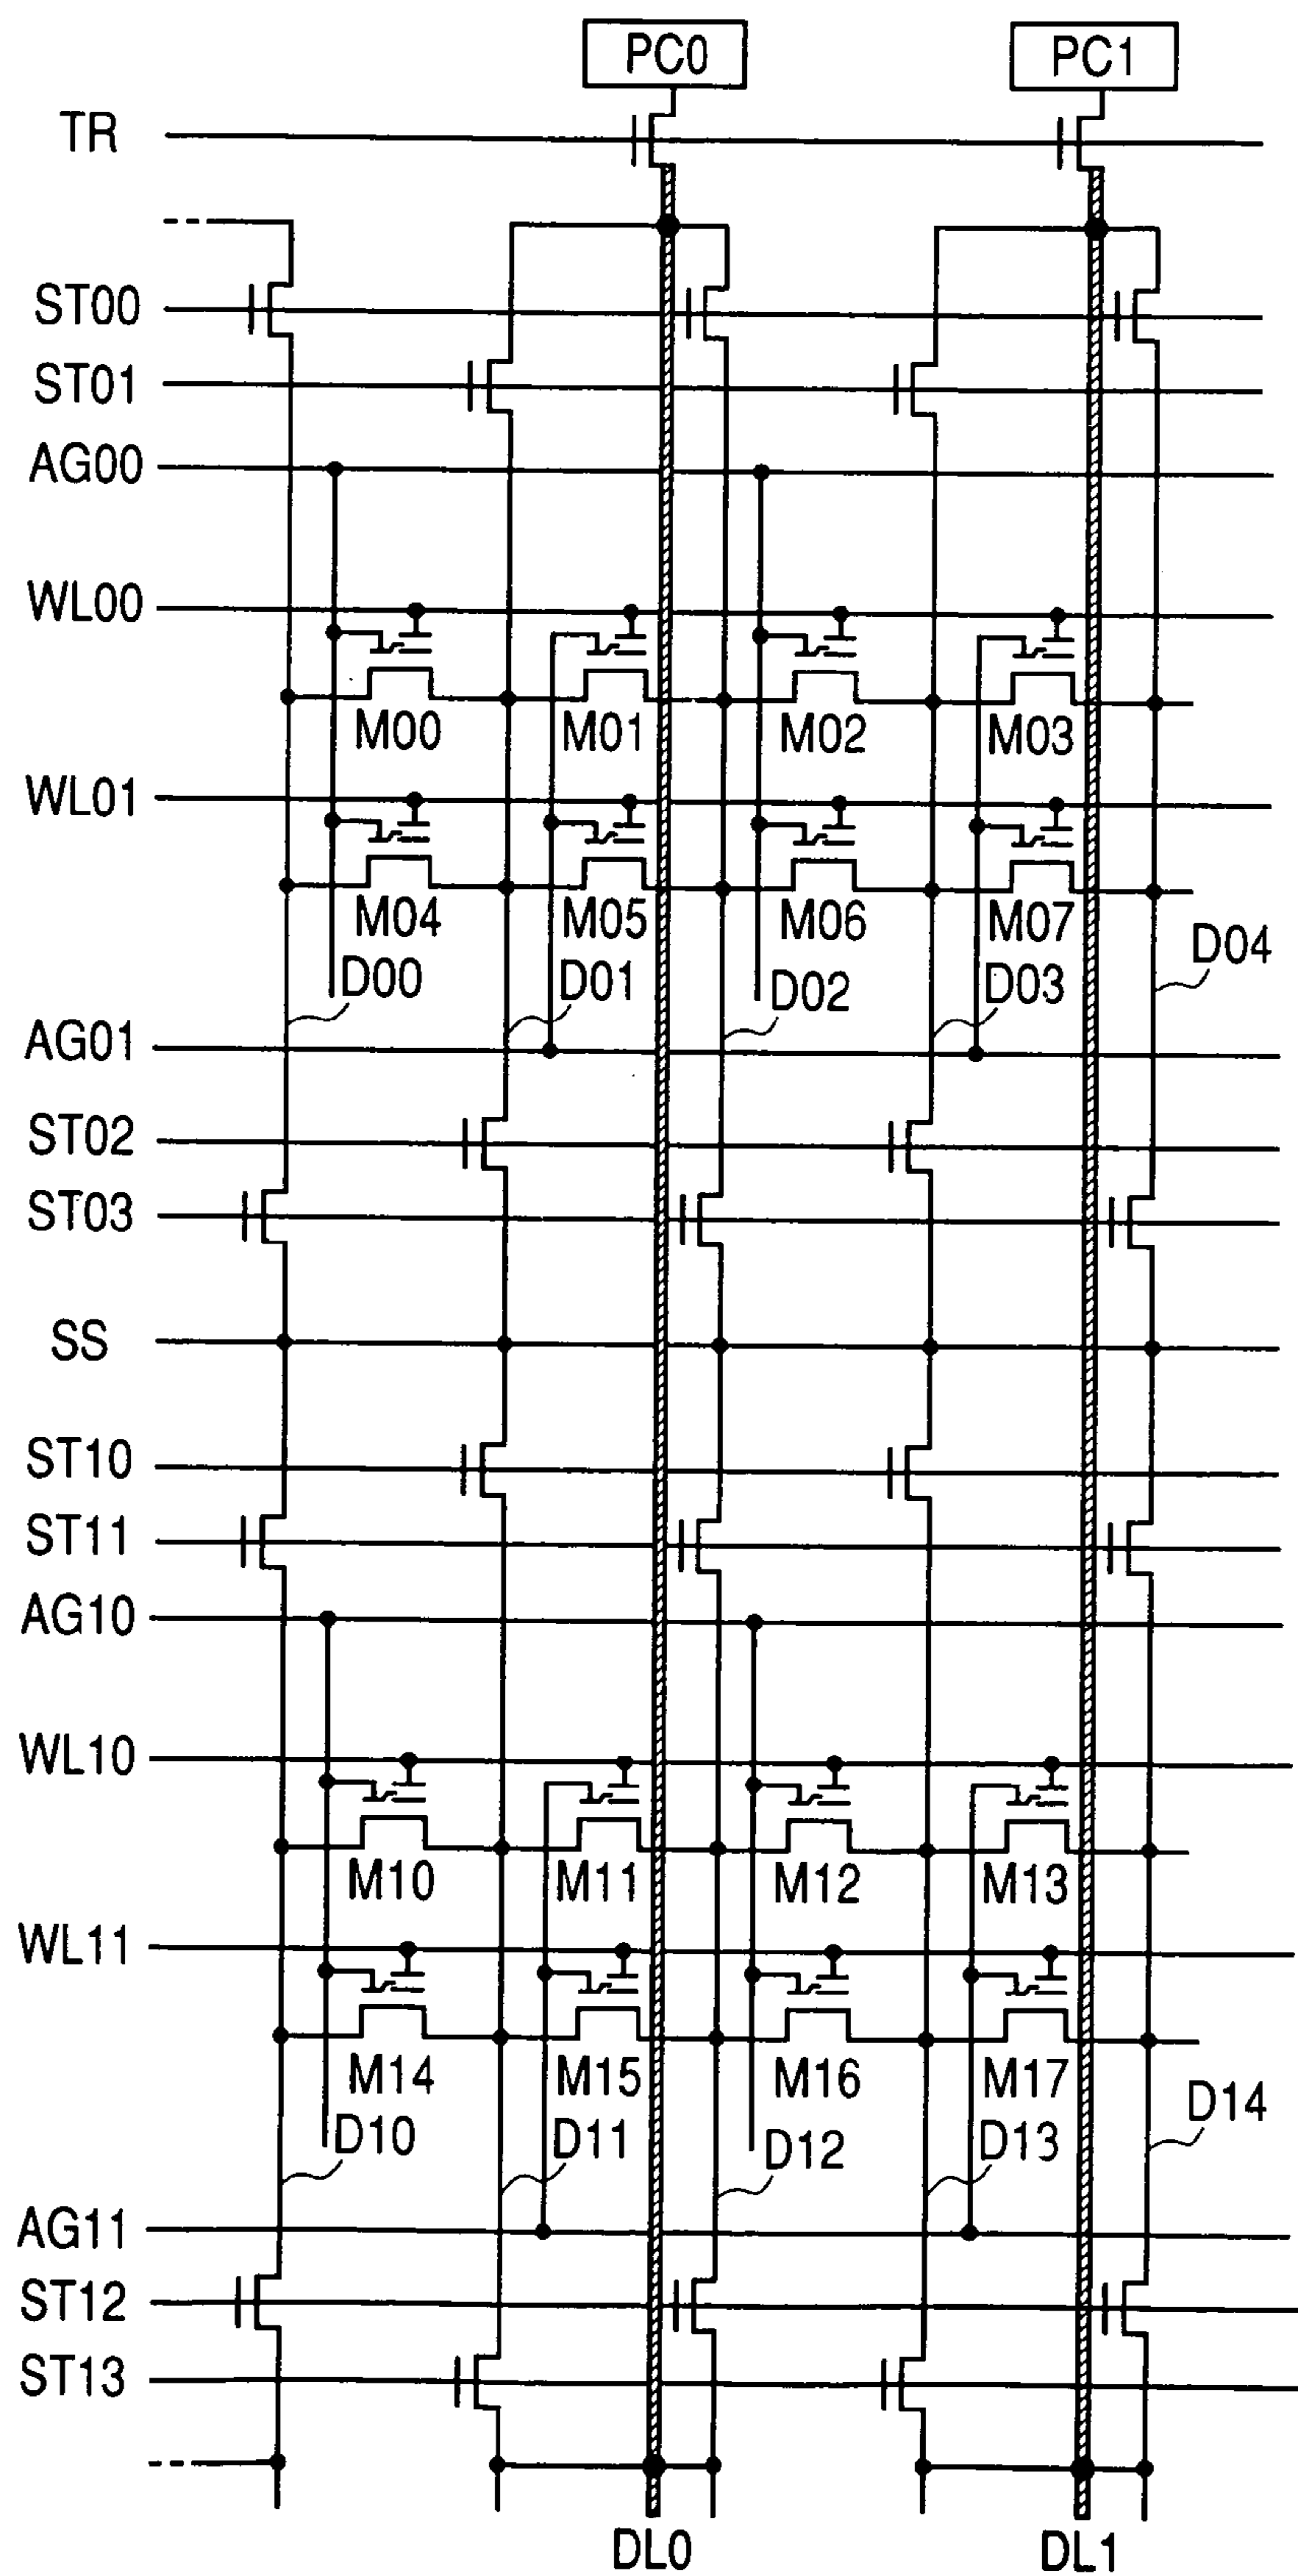 PC0 PC1
TR
ST00
ST01
AG00
WL00
M00 M01 M02 M03
WL01
M04 M05 M06 M07
D00 D01 D02 D03 D04
AG01
ST02
ST03
SS
ST10
ST11
AG10
WL10
M10 M11 M12 M13
WL11
M14 M15 M16 M17
D10 D11 D12 D13 D14
AG11
ST12
ST13
DL0 DL1